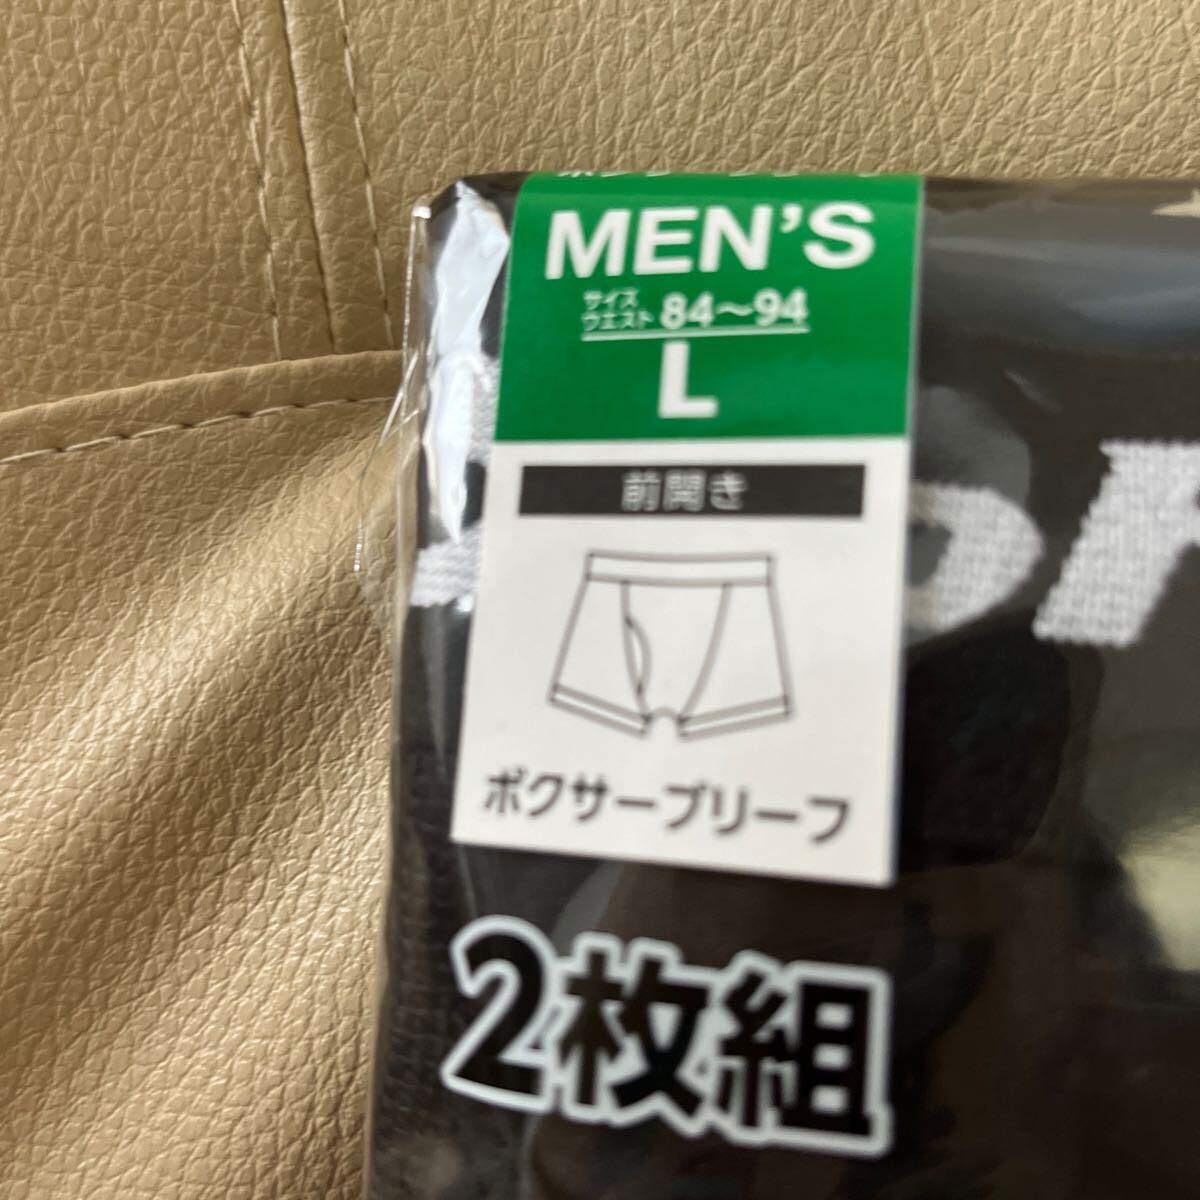 MEN'S
サイズ
ウエスト 84～94
L
前開き
ボクサーブリーフ
2枚組